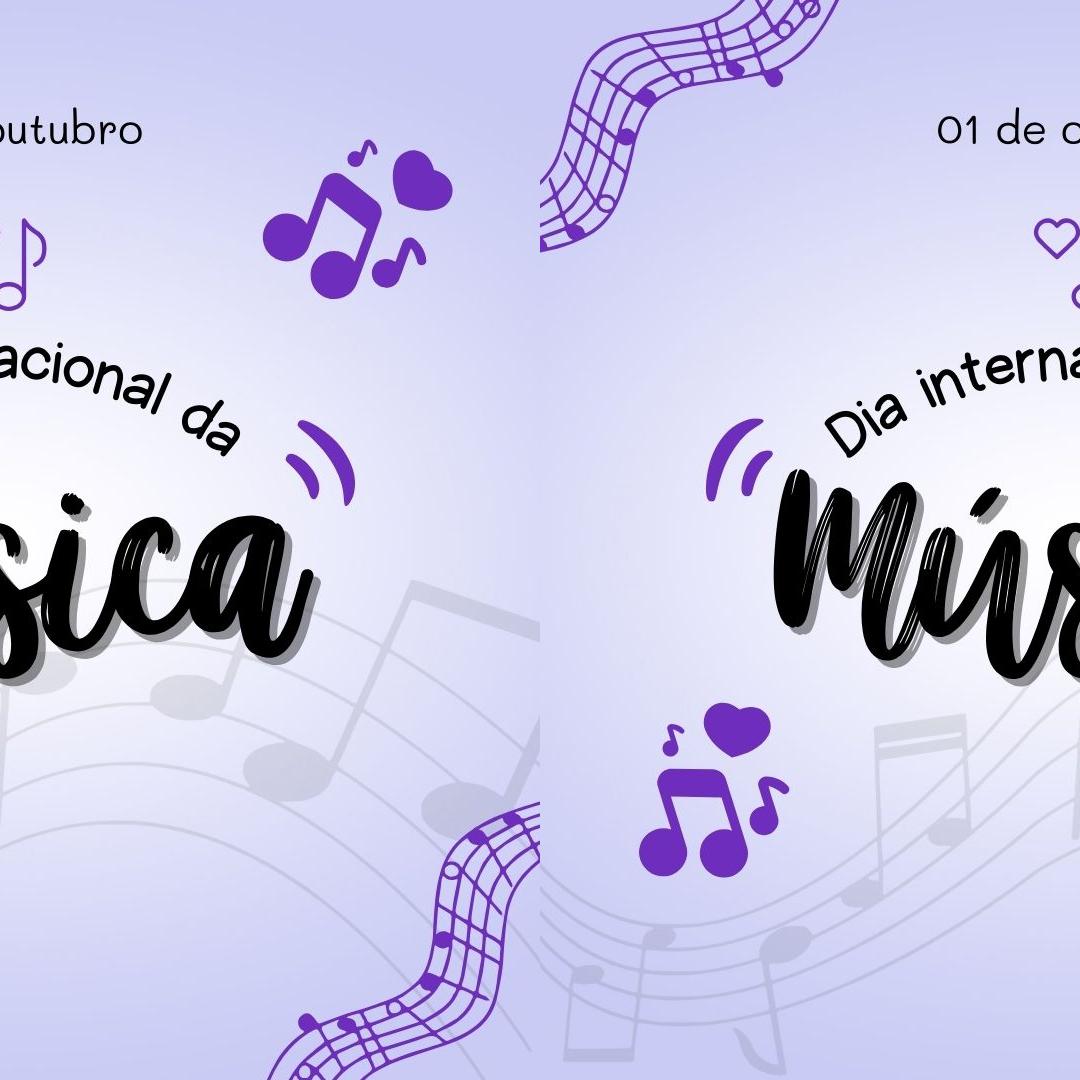 outubro
acional da
sica
01 de o
Dia interna
Mús